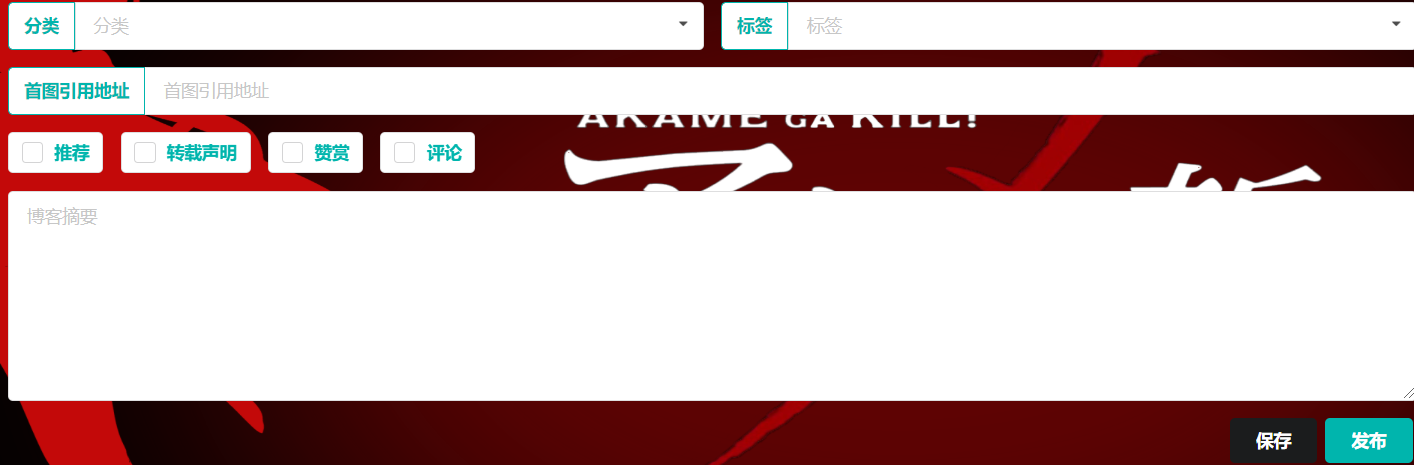 分类 分类 标签 标签
首图引用地址 首图引用地址
AKAME GA KILL!
推荐 转载声明 赞赏 评论
博客摘要
保存 发布